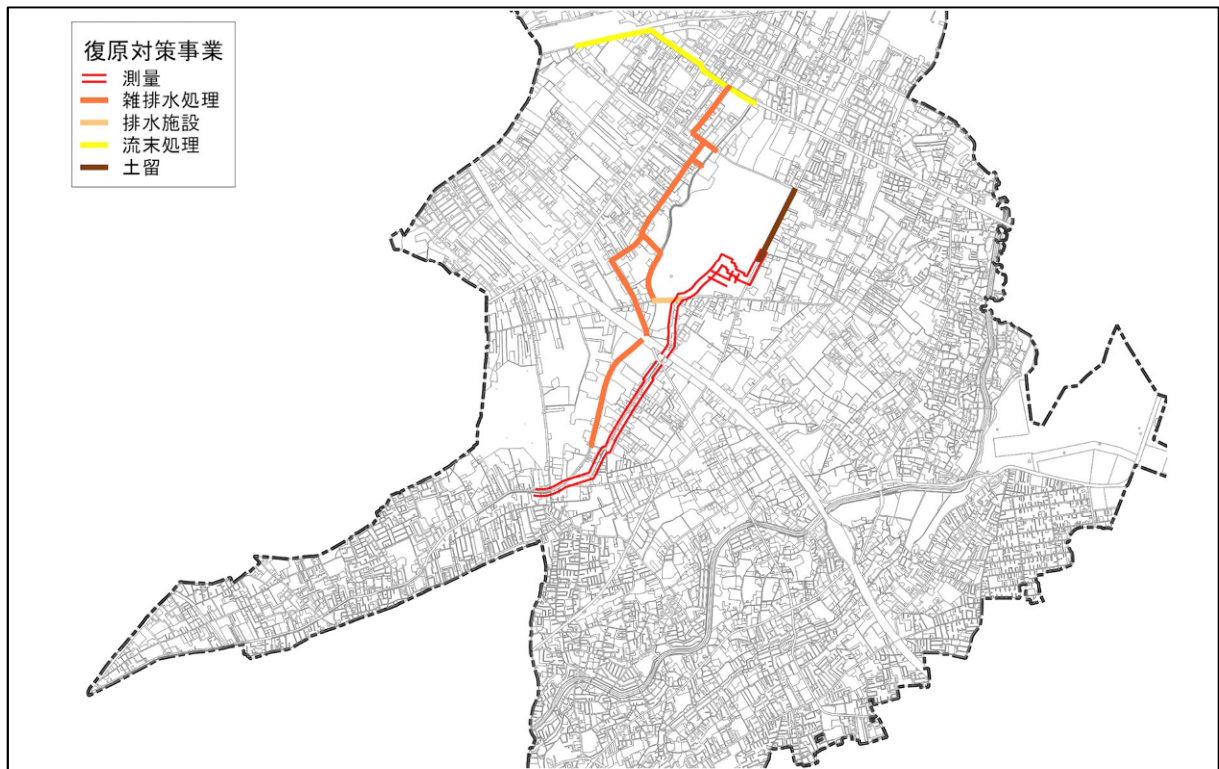 復原対策事業
測量
雑排水処理
排水施設
流末処理
土留